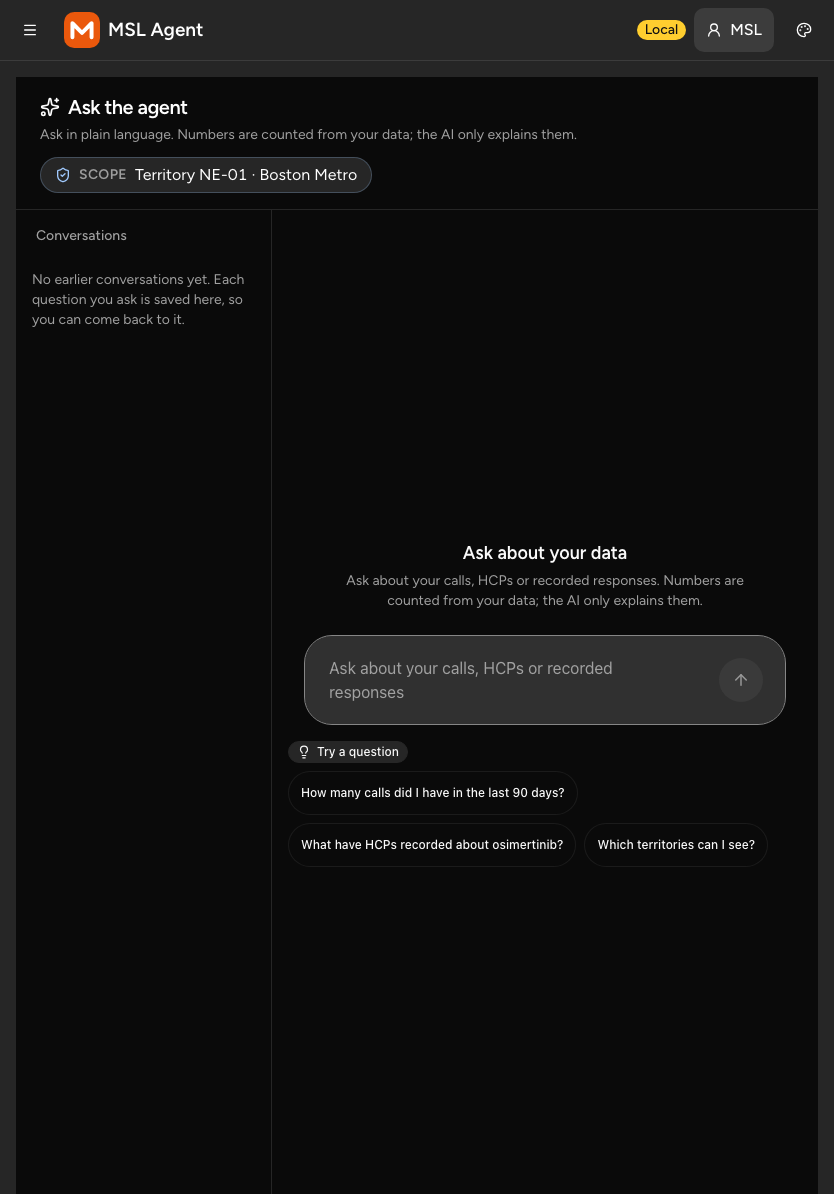 MSL Agent
Local
MSL
Ask the agent
Ask in plain language. Numbers are counted from your data; the AI only explains them.
SCOPE Territory NE-01 · Boston Metro
Conversations
No earlier conversations yet. Each
question you ask is saved here, so
you can come back to it.
Ask about your data
Ask about your calls, HCPs or recorded responses. Numbers are
counted from your data; the AI only explains them.
Ask about your calls, HCPs or recorded
responses
Try a question
How many calls did I have in the last 90 days?
What have HCPs recorded about osimertinib?
Which territories can I see?